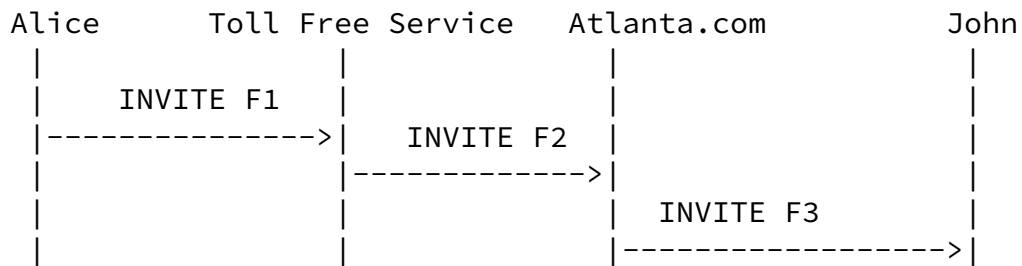 Alice Toll Free Service Atlanta.com John
INVITE F1
INVITE F2
INVITE F3